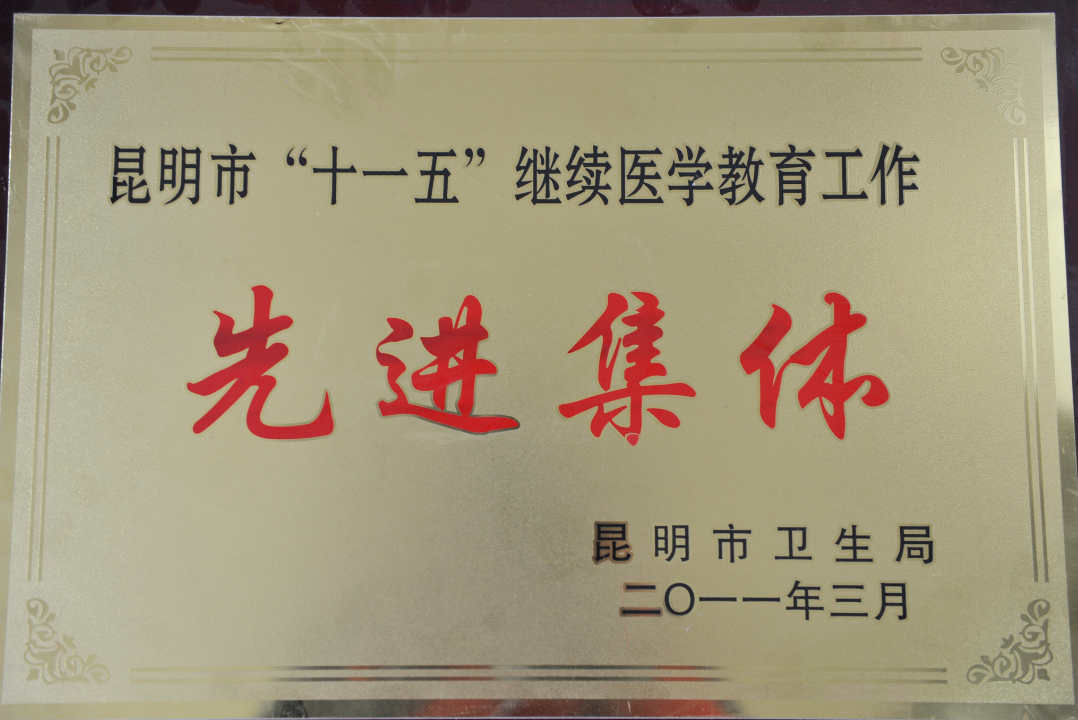 昆明市“十一五”继续医学教育工作
先进集体
昆明市卫生局
二〇一一年三月